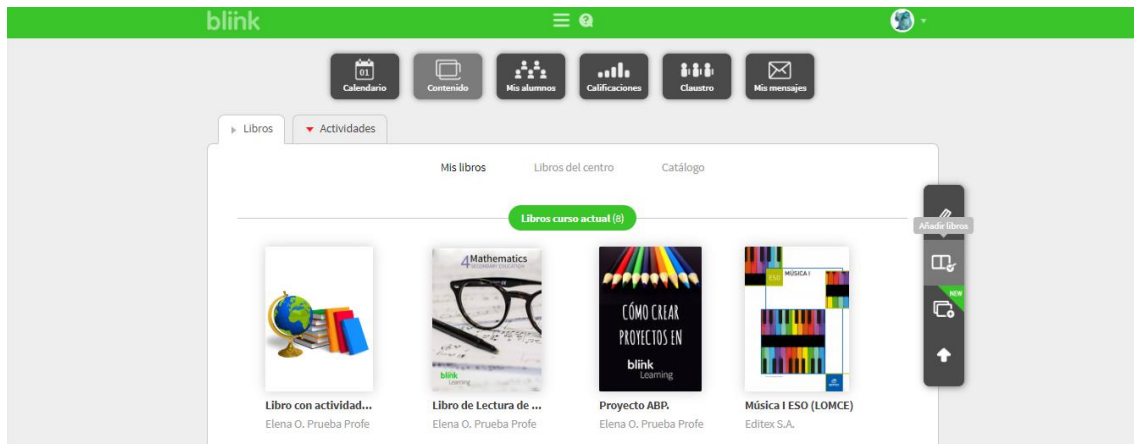 blink
01
Calendario
Contenido
Mis alumnos
Calificaciones
Claustro
Mis mensajes
Libros
Actividades
Mis libros
Libros del centro
Catálogo
Libros curso actual (8)
Añadir libros
NEW
4 Mathematics
SECONDARY EDUCATION
blink
Learning
CÓMO CREAR
PROYECTOS EN
blink
Learning
ESO
MÚSICA I
Libro con actividad...
Elena O. Prueba Profe
Libro de Lectura de ...
Elena O. Prueba Profe
Proyecto ABP.
Elena O. Prueba Profe
Música I ESO (LOMCE)
Editex S.A.